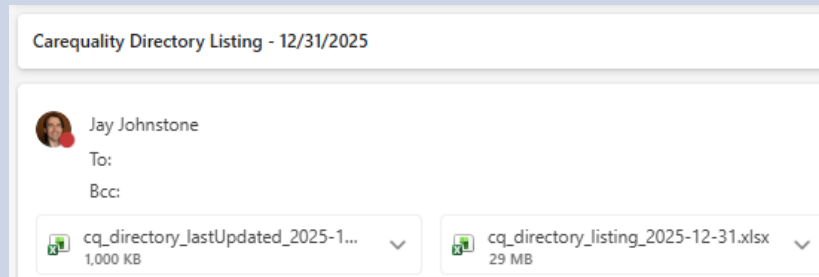 Carequality Directory Listing - 12/31/2025
Jay Johnstone
To:
Bcc:
cq_directory_lastUpdated_2025-1... cq_directory_listing_2025-12-31.xlsx
1,000 KB 29 MB